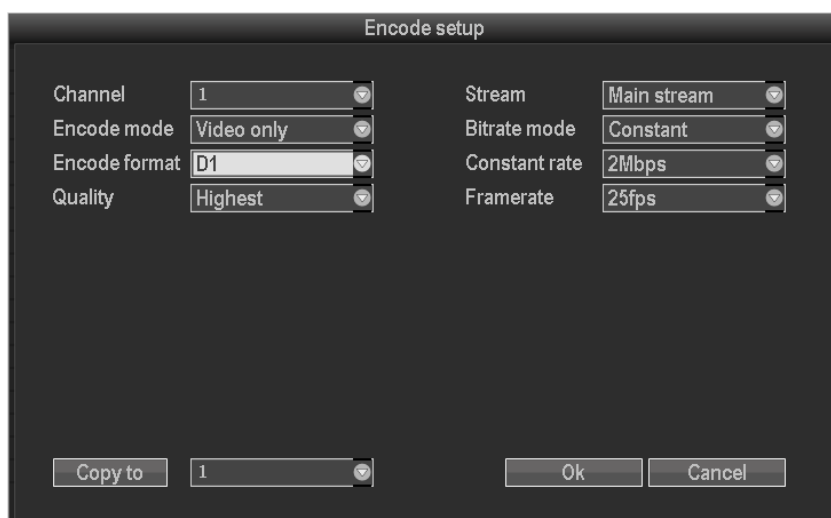 Encode setup
Channel 1 Stream Main stream
Encode mode Video only Bitrate mode Constant
Encode format D1 Constant rate 2Mbps
Quality Highest Framerate 25fps
Copy to 1 Ok Cancel